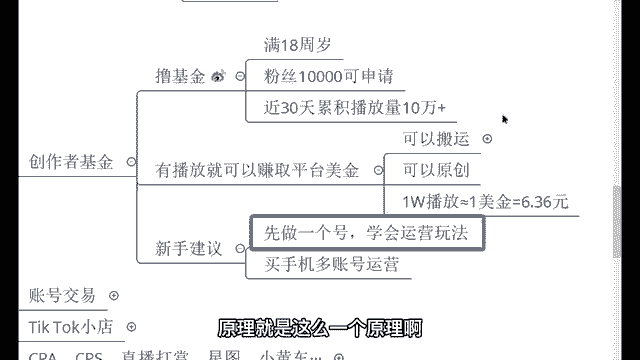 满18周岁
撸基金
粉丝10000可申请
近30天累积播放量10万+
可以搬运
创作者基金
有播放就可以赚取平台美金
可以原创
1W播放≈1美金=6.36元
先做一个号，学会运营玩法
新手建议
买手机多账号运营
账号交易
TikTok小店
原理就是这么一个原理啊
CPA、CPS、直播打赏、星图、小黄车...